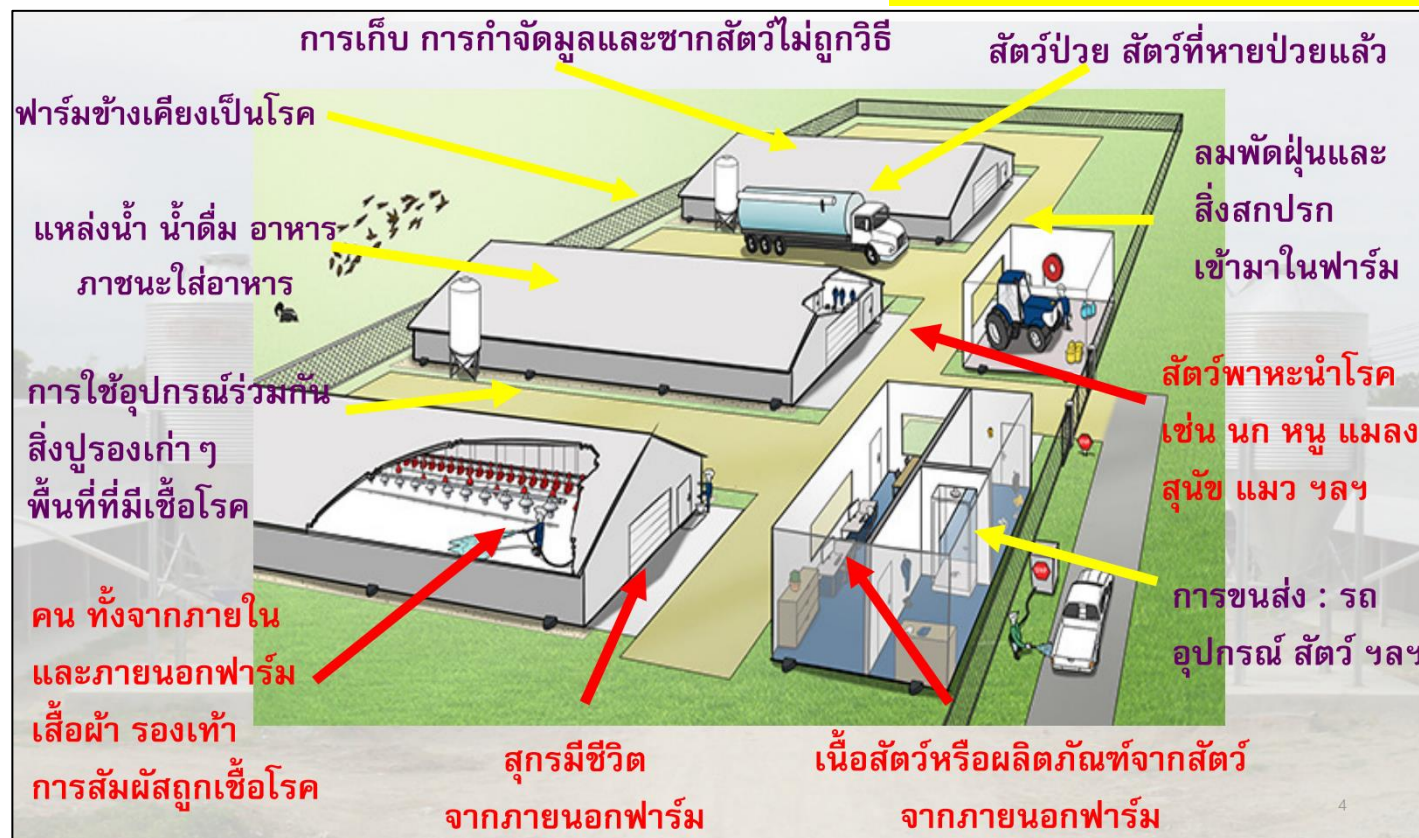 การเก็บ การกำจัดมูลและซากสัตว์ไม่ถูกวิธี
สัตว์ป่วย สัตว์ที่หายป่วยแล้ว
ฟาร์มข้างเคียงเป็นโรค
ลมพัดฝุ่นและ
สิ่งสกปรก
เข้ามาในฟาร์ม
แหล่งน้ำ น้ำดื่ม อาหาร
ภาชนะใส่อาหาร
สัตว์พาหะนำโรค
เช่น นก หนู แมลง
สุนัข แมว ฯลฯ
การใช้อุปกรณ์ร่วมกัน
สิ่งปูรองเก่า ๆ
พื้นที่ที่มีเชื้อโรค
การขนส่ง : รถ
อุปกรณ์ สัตว์ ฯลฯ
คน ทั้งจากภายใน
และภายนอกฟาร์ม
เสื้อผ้า รองเท้า
การสัมผัสถูกเชื้อโรค
สุกรมีชีวิต
จากภายนอกฟาร์ม
เนื้อสัตว์หรือผลิตภัณฑ์จากสัตว์
จากภายนอกฟาร์ม
4